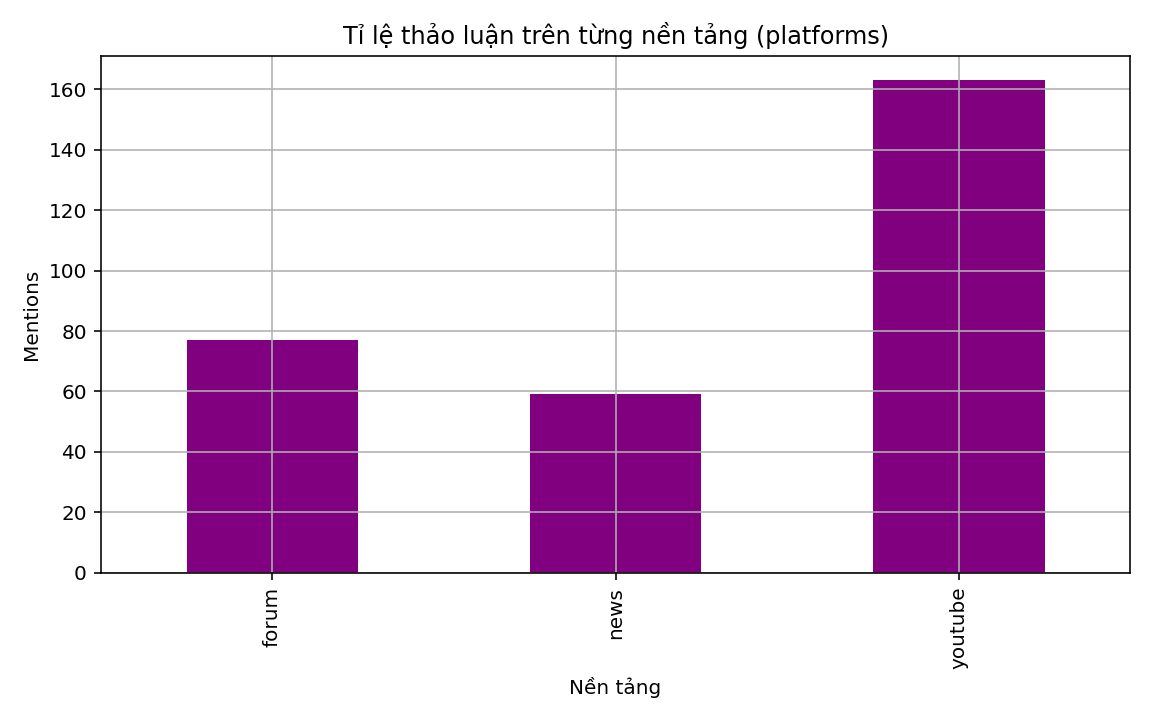 Tỉ lệ thảo luận trên từng nền tảng (platforms)
Mentions
160
140
120
100
80
60
40
20
0
forum
news
youtube
Nền tảng